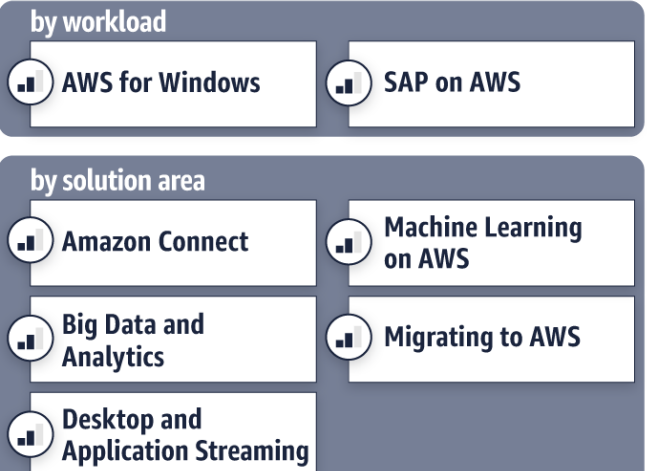 by workload
AWS for Windows
SAP on AWS
by solution area
Amazon Connect
Machine Learning
on AWS
Big Data and
Analytics
Migrating to AWS
Desktop and
Application Streaming